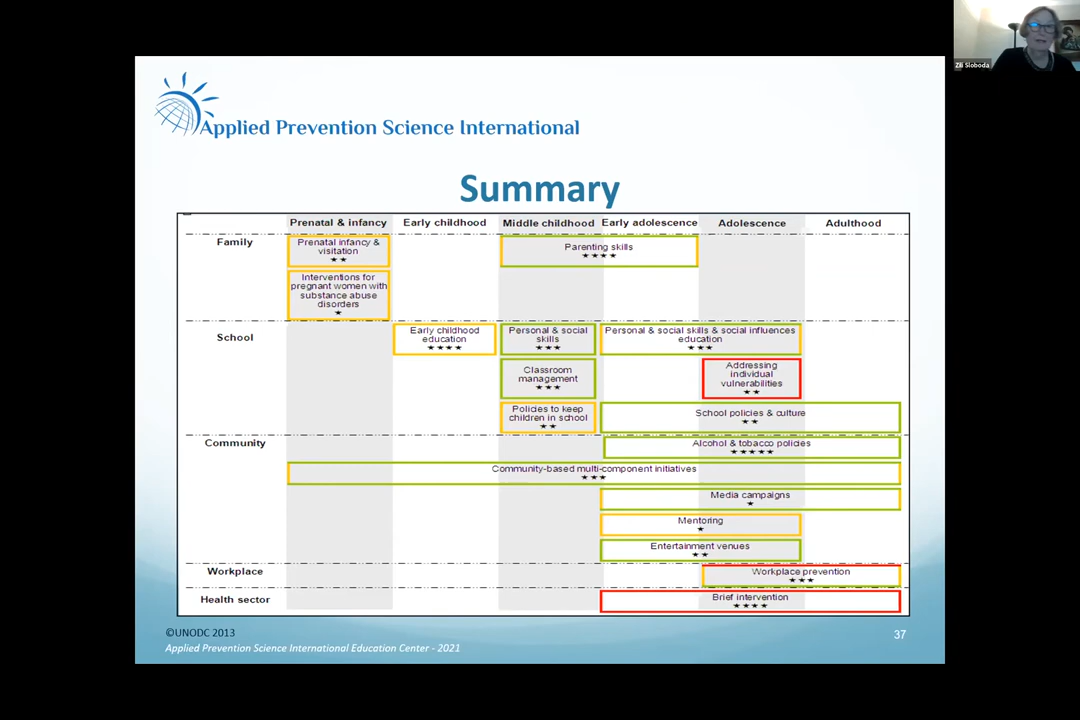 Zili Sloboda
Applied Prevention Science International
Summary
Prenatal & infancy Early childhood Middle childhood Early adolescence Adolescence Adulthood
Family
Prenatal infancy &
visitation
★★
Parenting skills
★★★★
Interventions for
pregnant women with
substance abuse
disorders
★
School
Early childhood
education
★★★★
Personal & social
skills
★★★
Personal & social skills & social influences
education
★★★
Classroom
management
★★★
Addressing
individual
vulnerabilities
★★
Policies to keep
children in school
★★
School policies & culture
★★
Community
Alcohol & tobacco policies
★★★★★
Community-based multi-component initiatives
★★★
Media campaigns
★
Mentoring
★
Entertainment venues
★★
Workplace
Workplace prevention
★★★
Health sector
Brief intervention
★★★★
©UNODC 2013
37
Applied Prevention Science International Education Center - 2021